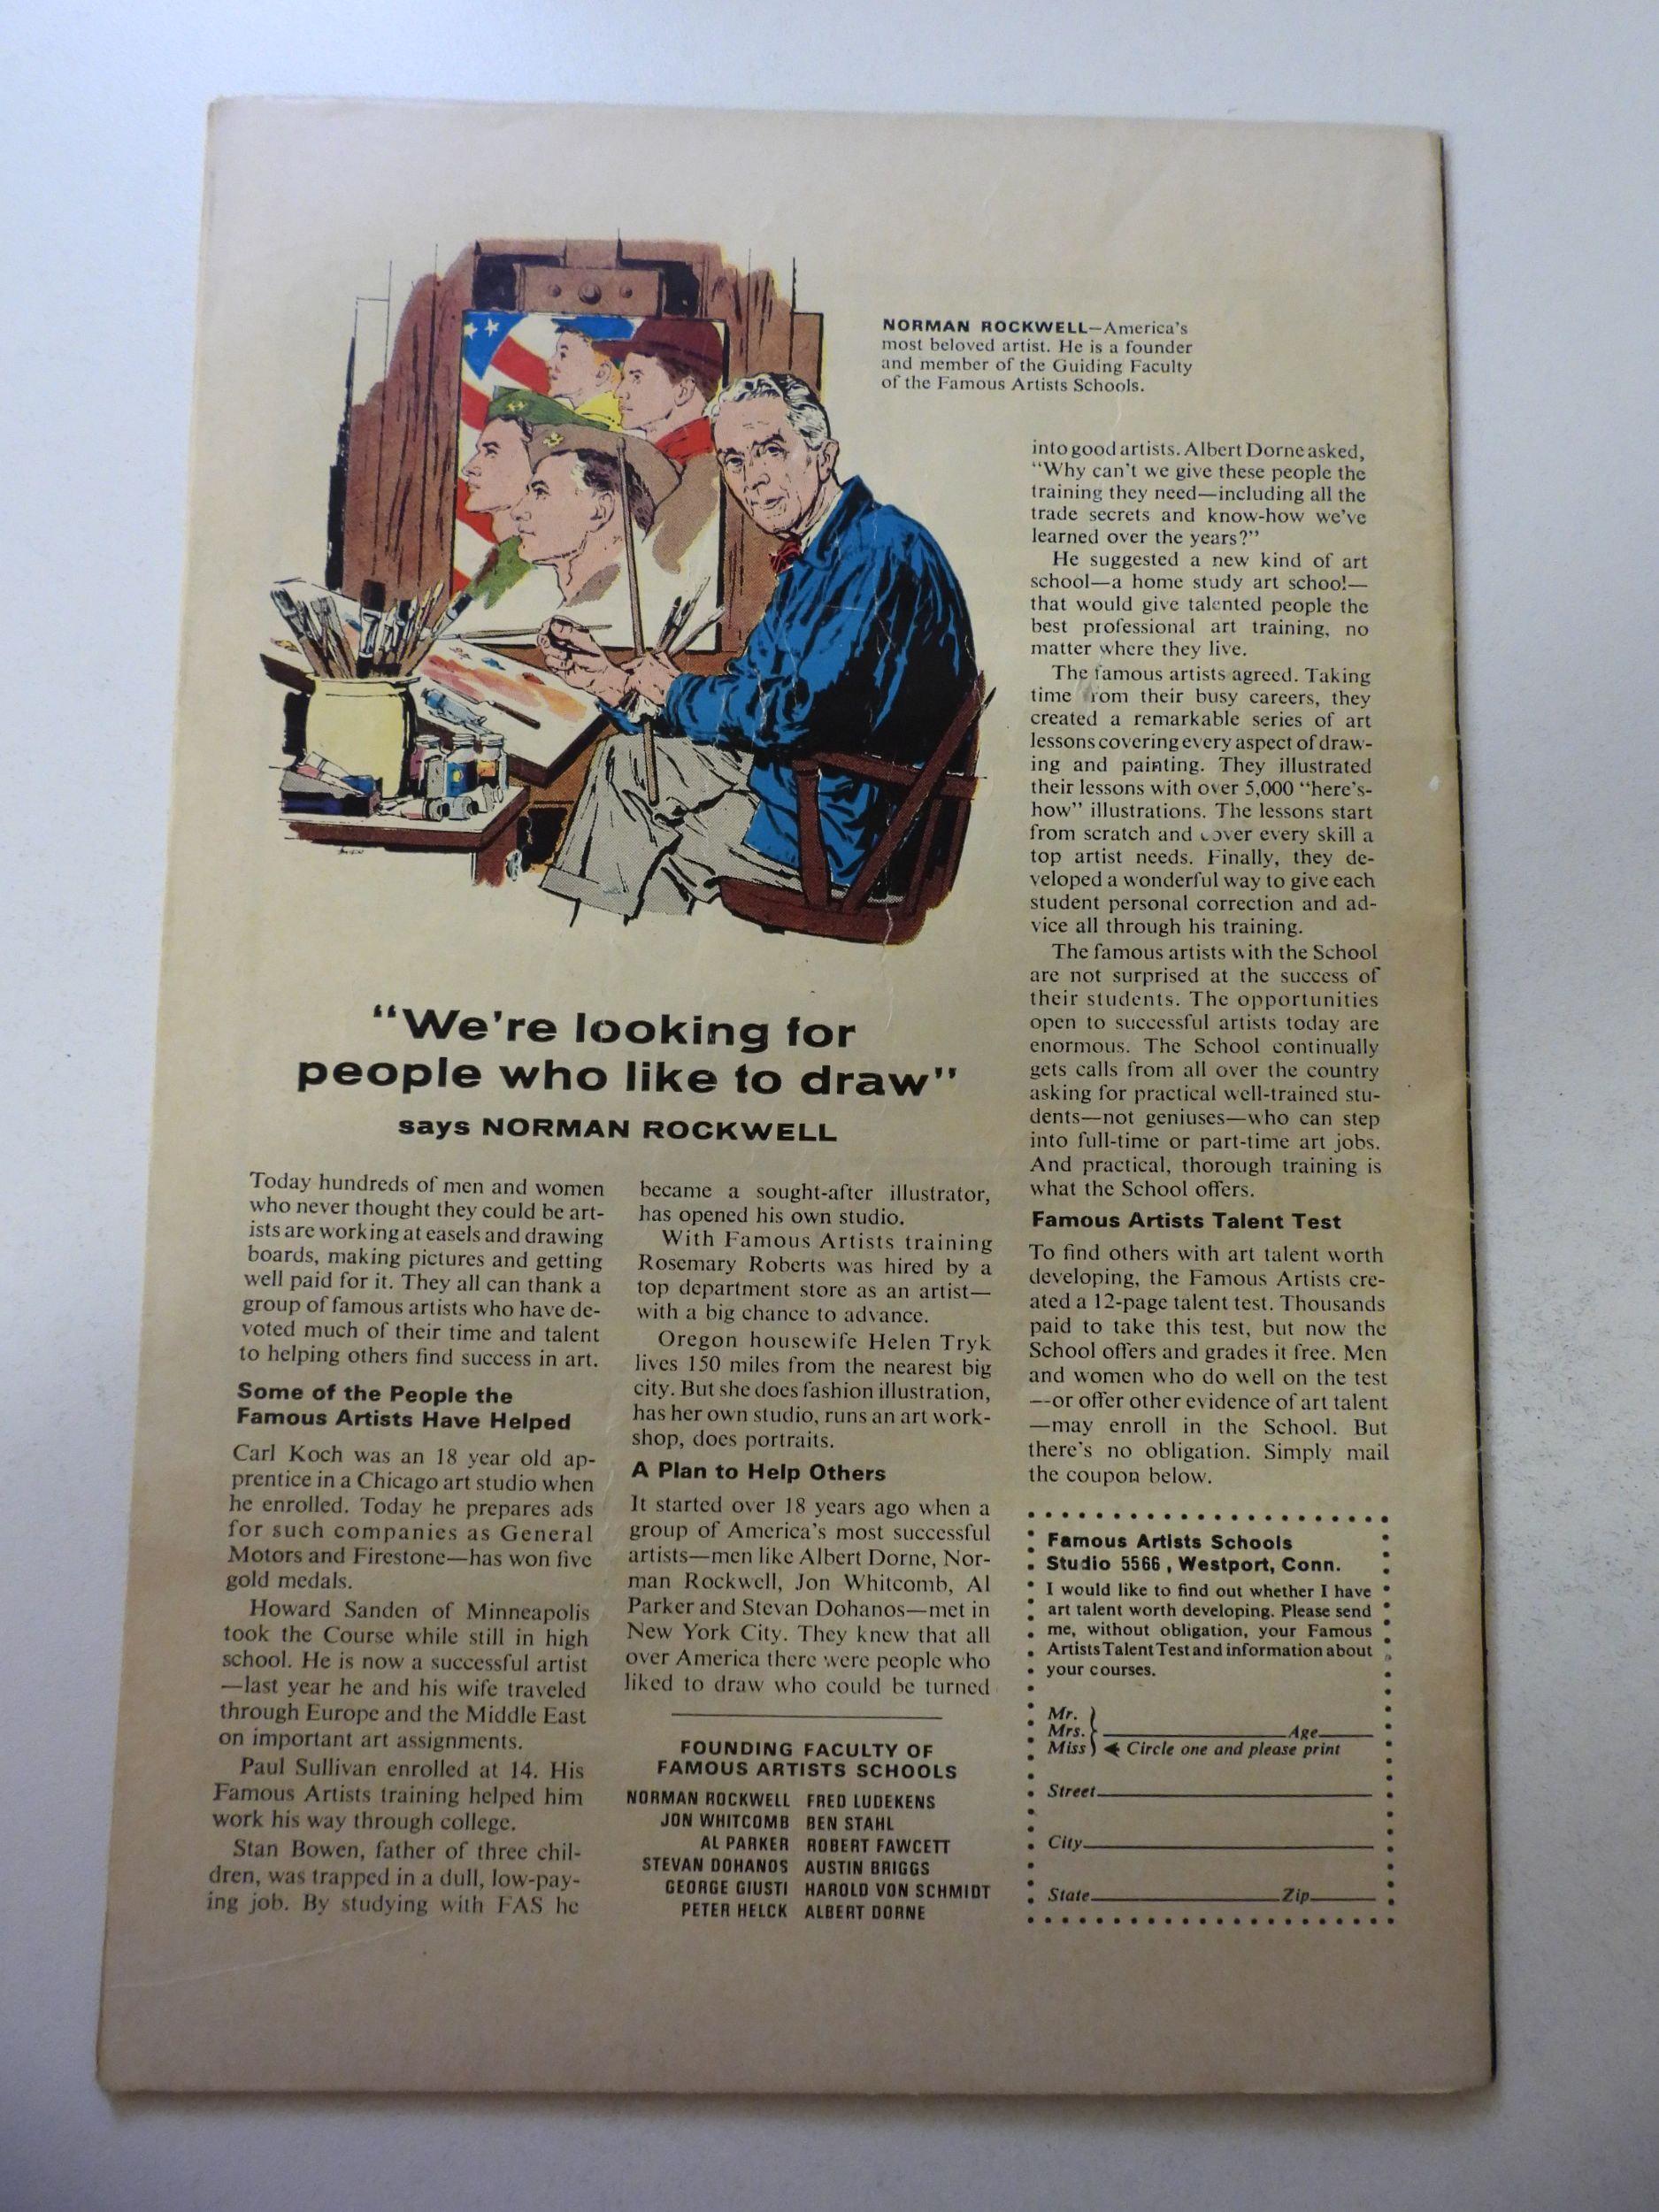 NORMAN ROCKWELL—America's
most beloved artist. He is a founder
and member of the Guiding Faculty
of the Famous Artists Schools.
"We're looking for
people who like to draw"
says NORMAN ROCKWELL
Today hundreds of men and women
who never thought they could be art-
ists are working at easels and drawing
boards, making pictures and getting
well paid for it. They all can thank a
group of famous artists who have de-
voted much of their time and talent
to helping others find success in art.
Some of the People the
Famous Artists Have Helped
Carl Koch was an 18 year old ap-
prentice in a Chicago art studio when
he enrolled. Today he prepares ads
for such companies as General
Motors and Firestone—has won five
gold medals.
Howard Sanden of Minneapolis
took the Course while still in high
school. He is now a successful artist
—last year he and his wife traveled
through Europe and the Middle East
on important art assignments.
Paul Sullivan enrolled at 14. His
Famous Artists training helped him
work his way through college.
Stan Bowen, father of three chil-
dren, was trapped in a dull, low-pay-
ing job. By studying with FAS he
became a sought-after illustrator,
has opened his own studio.
With Famous Artists training
Rosemary Roberts was hired by a
top department store as an artist—
with a big chance to advance.
Oregon housewife Helen Tryk
lives 150 miles from the nearest big
city. But she does fashion illustration,
has her own studio, runs an art work-
shop, does portraits.
A Plan to Help Others
It started over 18 years ago when a
group of America's most successful
artists—men like Albert Dorne, Nor-
man Rockwell, Jon Whitcomb, Al
Parker and Stevan Dohanos—met in
New York City. They knew that all
over America there were people who
liked to draw who could be turned
FOUNDING FACULTY OF
FAMOUS ARTISTS SCHOOLS
NORMAN ROCKWELL FRED LUDEKENS
JON WHITCOMB BEN STAHL
AL PARKER ROBERT FAWCETT
STEVAN DOHANOS AUSTIN BRIGGS
GEORGE GIUSTI HAROLD VON SCHMIDT
PETER HELCK ALBERT DORNE
into good artists. Albert Dorne asked,
"Why can't we give these people the
training they need—including all the
trade secrets and know-how we've
learned over the years?"
He suggested a new kind of art
school—a home study art school—
that would give talented people the
best professional art training, no
matter where they live.
The famous artists agreed. Taking
time from their busy careers, they
created a remarkable series of art
lessons covering every aspect of draw-
ing and painting. They illustrated
their lessons with over 5,000 "here's-
how" illustrations. The lessons start
from scratch and cover every skill a
top artist needs. Finally, they de-
veloped a wonderful way to give each
student personal correction and ad-
vice all through his training.
The famous artists with the School
are not surprised at the success of
their students. The opportunities
open to successful artists today are
enormous. The School continually
gets calls from all over the country
asking for practical well-trained stu-
dents—not geniuses—who can step
into full-time or part-time art jobs.
And practical, thorough training is
what the School offers.
Famous Artists Talent Test
To find others with art talent worth
developing, the Famous Artists cre-
ated a 12-page talent test. Thousands
paid to take this test, but now the
School offers and grades it free. Men
and women who do well on the test
—or offer other evidence of art talent
—may enroll in the School. But
there's no obligation. Simply mail
the coupon below.
Famous Artists Schools
Studio 5566, Westport, Conn.
I would like to find out whether I have
art talent worth developing. Please send
me, without obligation, your Famous
Artists Talent Test and information about
your courses.
Mr.
Mrs. Age
Miss Circle one and please print
Street
City
State Zip